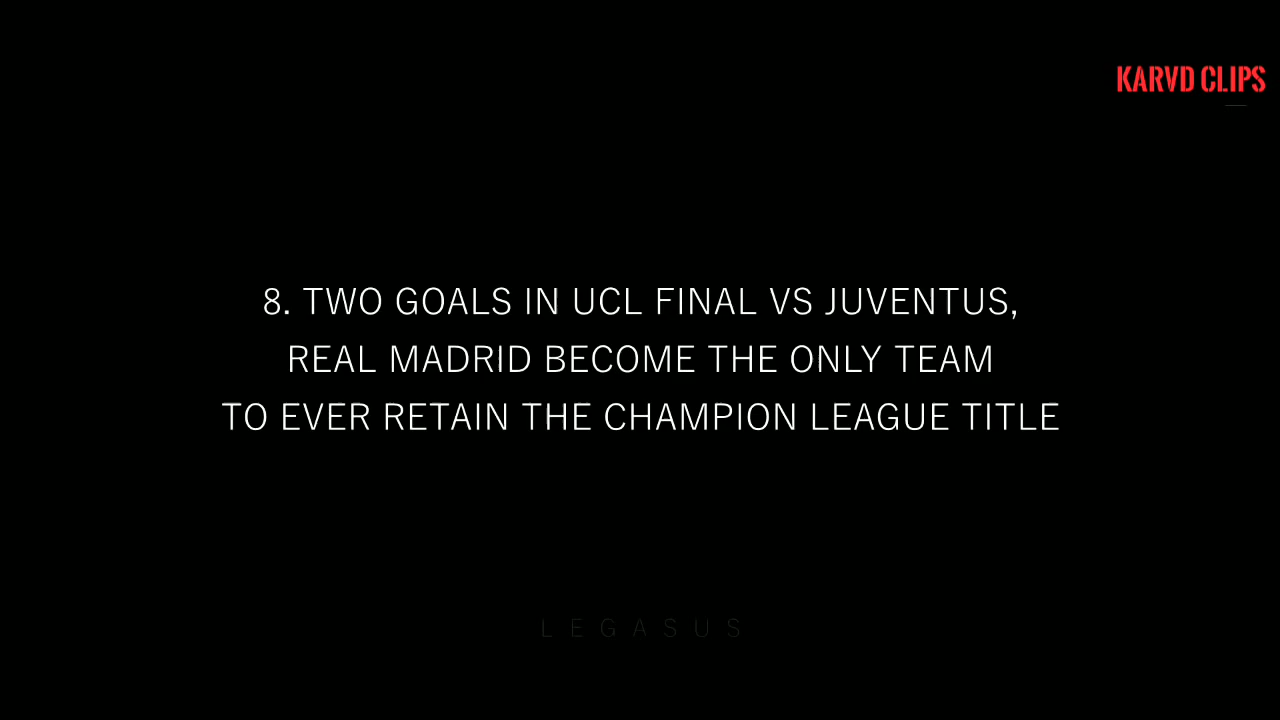 KARVD CLIPS
8. TWO GOALS IN UCL FINAL VS JUVENTUS,
REAL MADRID BECOME THE ONLY TEAM
TO EVER RETAIN THE CHAMPION LEAGUE TITLE
LEGASUS